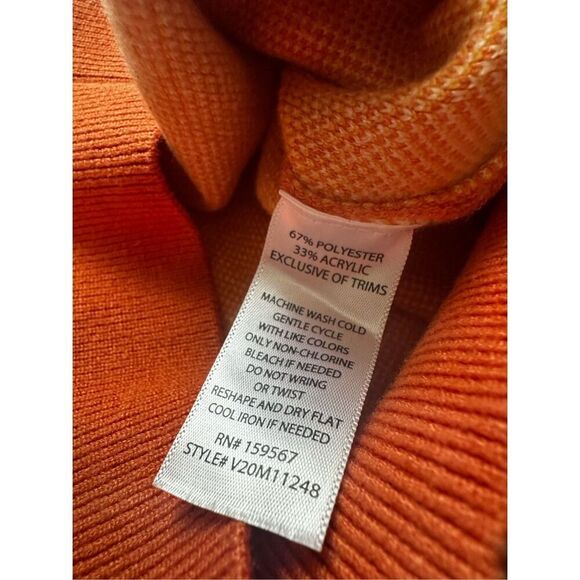 67% POLYESTER
33% ACRYLIC
EXCLUSIVE OF TRIMS
MACHINE WASH COLD
GENTLE CYCLE
WITH LIKE COLORS
ONLY NON-CHLORINE
BLEACH IF NEEDED
DO NOT WRING
OR TWIST
RESHAPE AND DRY FLAT
COOL IRON IF NEEDED
RN# 159567
STYLE# V20M11248